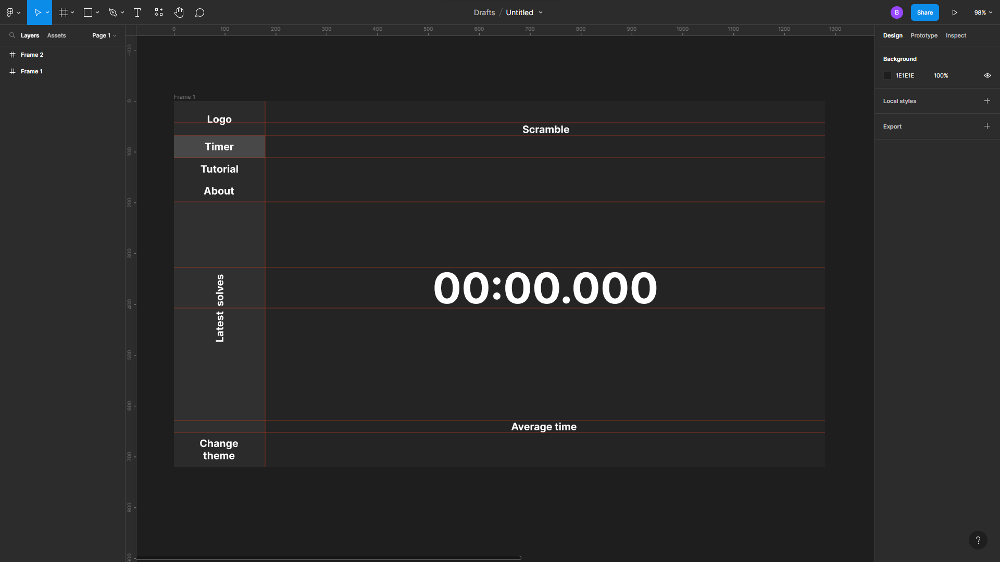 Drafts / Untitled
B
Share
98%
Layers
Assets
Page 1
Frame 2
Frame 1
0 100 200 300 400 500 600 700 800 900 1000 1100 1200 1300
-100
0
100
200
300
400
500
600
700
800
900
Frame 1
Logo
Scramble
Timer
Tutorial
About
Latest solves
00:00.000
Average time
Change
theme
Design
Prototype
Inspect
Background
1E1E1E 100%
Local styles
Export
?